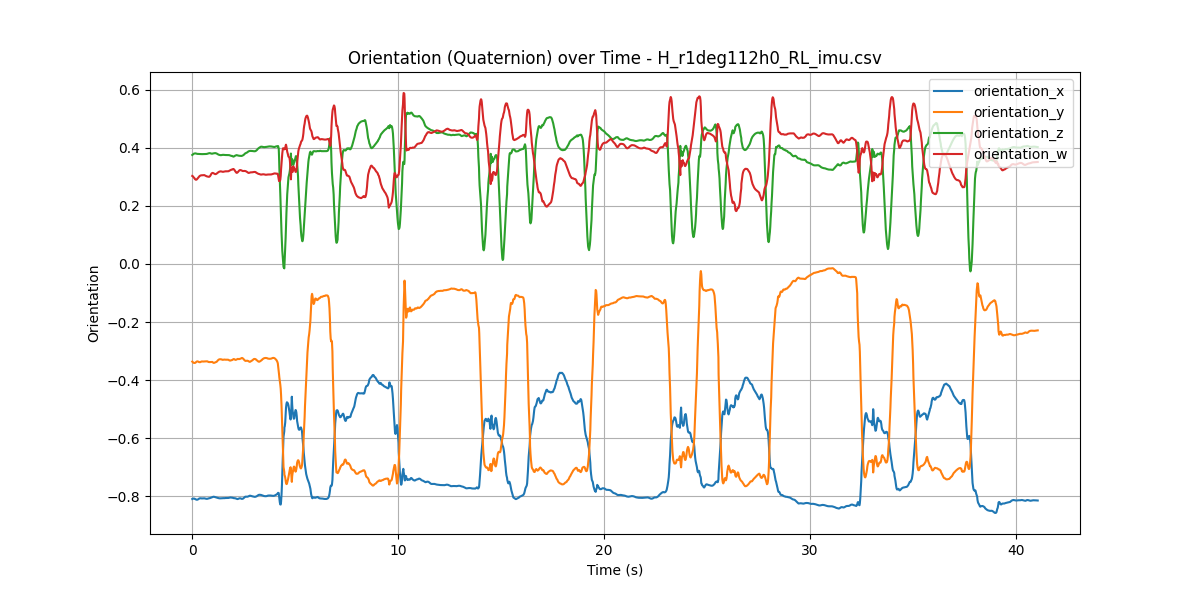 Orientation (Quaternion) over Time - H_r1deg112h0_RL_imu.csv
orientation_x
orientation_y
orientation_z
orientation_w
Orientation
0.6
0.4
0.2
0.0
−0.2
−0.4
−0.6
−0.8
0 10 20 30 40
Time (s)